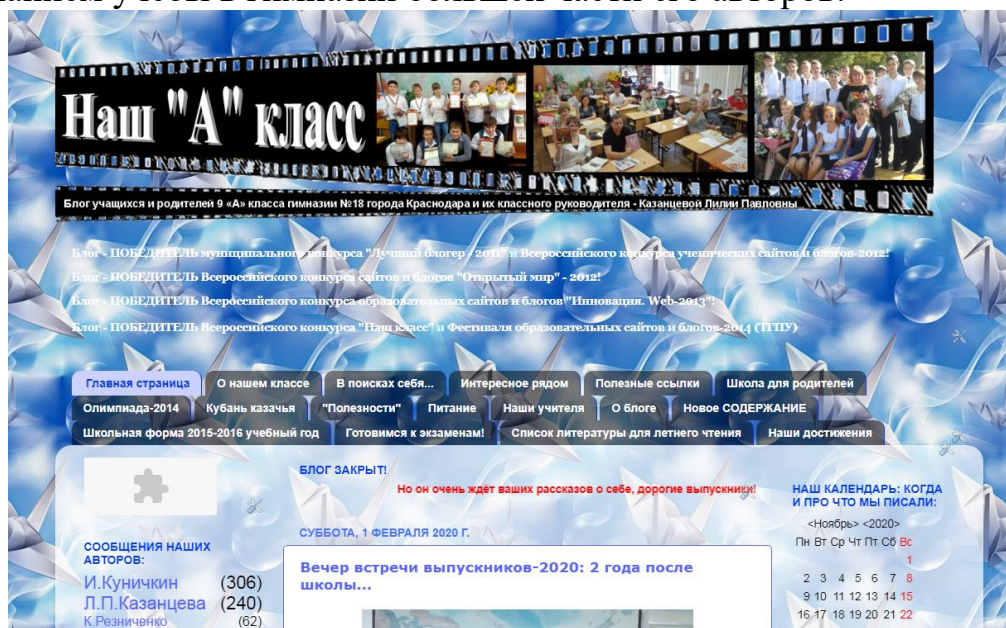 Наш "А" класс
Блог учащихся и родителей 9 «А» класса гимназии №18 города Краснодара и их классного руководителя - Казанцевой Лилии Павловны
Блог - ПОБЕДИТЕЛЬ муниципального конкурса "Лучший блогер - 2011" и Всероссийского конкурса ученических сайтов и блогов-2012!
Блог - ПОБЕДИТЕЛЬ Всероссийского конкурса сайтов и блогов "Открытый мир" - 2012!
Блог - ПОБЕДИТЕЛЬ Всероссийского конкурса образовательных сайтов и блогов "Инновация. Web-2013"!
Блог - ПОБЕДИТЕЛЬ Всероссийского конкурса "Наш класс" и Фестиваля образовательных сайтов и блогов-2014 (ТГПУ)
Главная страница О нашем классе В поисках себя... Интересное рядом Полезные ссылки Школа для родителей
Олимпиада-2014 Кубань казачья "Полезности" Питание Наши учителя О блоге Новое СОДЕРЖАНИЕ
Школьная форма 2015-2016 учебный год Готовимся к экзаменам! Список литературы для летнего чтения Наши достижения
СООБЩЕНИЯ НАШИХ
АВТОРОВ:
И.Куничкин (306)
Л.П.Казанцева (240)
К.Резниченко (62)
БЛОГ ЗАКРЫТ!
Но он очень ждёт ваших рассказов о себе, дорогие выпускники!
СУББОТА, 1 ФЕВРАЛЯ 2020 Г.
Вечер встречи выпускников-2020: 2 года после
школы...
НАШ КАЛЕНДАРЬ: КОГДА
И ПРО ЧТО МЫ ПИСАЛИ:
<Ноябрь> <2020>
Пн Вт Ср Чт Пт Сб Вс
1
2 3 4 5 6 7 8
9 10 11 12 13 14 15
16 17 18 19 20 21 22